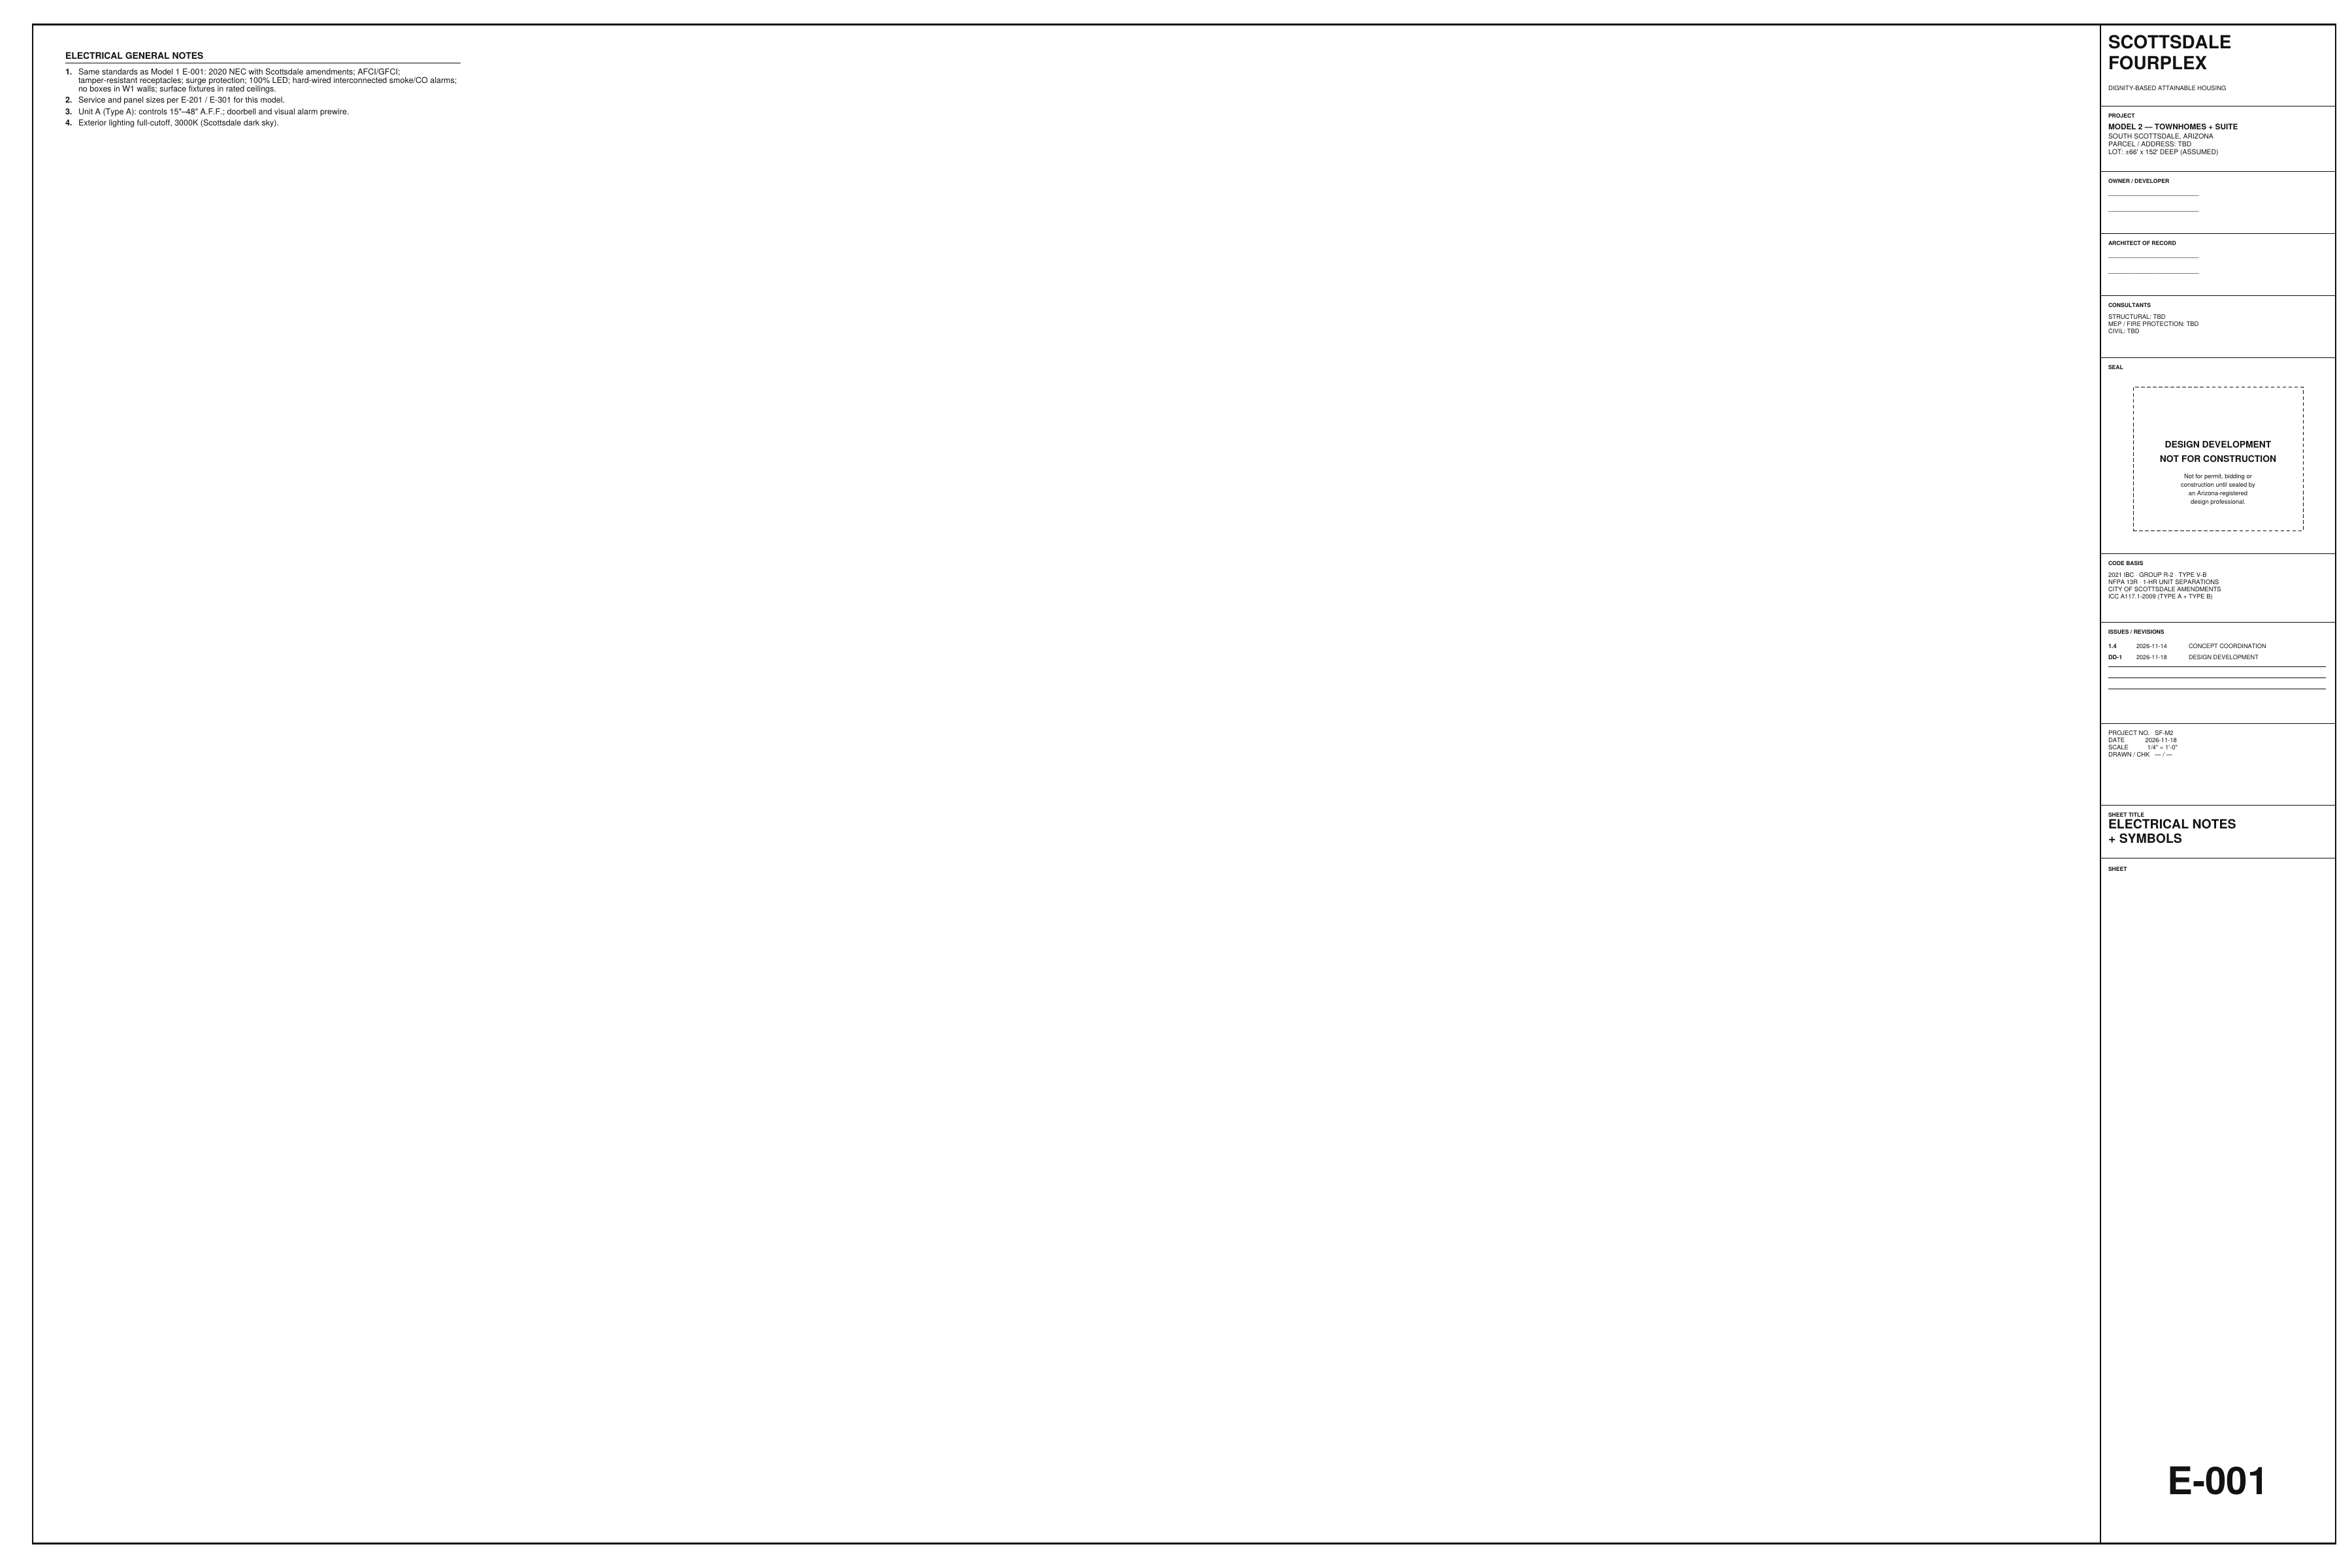 ELECTRICAL GENERAL NOTES
1. Same standards as Model 1 E-001: 2020 NEC with Scottsdale amendments; AFCI/GFCI;
tamper-resistant receptacles; surge protection; 100% LED; hard-wired interconnected smoke/CO alarms;
no boxes in W1 walls; surface fixtures in rated ceilings.
2. Service and panel sizes per E-201 / E-301 for this model.
3. Unit A (Type A): controls 15"–48" A.F.F.; doorbell and visual alarm prewire.
4. Exterior lighting full-cutoff, 3000K (Scottsdale dark sky).
SCOTTSDALE
FOURPLEX
DIGNITY-BASED ATTAINABLE HOUSING
PROJECT
MODEL 2 — TOWNHOMES + SUITE
SOUTH SCOTTSDALE, ARIZONA
PARCEL / ADDRESS: TBD
LOT: ±66' x 152' DEEP (ASSUMED)
OWNER / DEVELOPER
ARCHITECT OF RECORD
CONSULTANTS
STRUCTURAL: TBD
MEP / FIRE PROTECTION: TBD
CIVIL: TBD
SEAL
DESIGN DEVELOPMENT
NOT FOR CONSTRUCTION
Not for permit, bidding or
construction until sealed by
an Arizona-registered
design professional.
CODE BASIS
2021 IBC · GROUP R-2 · TYPE V-B
NFPA 13R · 1-HR UNIT SEPARATIONS
CITY OF SCOTTSDALE AMENDMENTS
ICC A117.1-2009 (TYPE A + TYPE B)
ISSUES / REVISIONS
1.4 2026-11-14 CONCEPT COORDINATION
DD-1 2026-11-18 DESIGN DEVELOPMENT
PROJECT NO. SF-M2
DATE 2026-11-18
SCALE 1/4" = 1'-0"
DRAWN / CHK — / —
SHEET TITLE
ELECTRICAL NOTES
+ SYMBOLS
SHEET
E-001